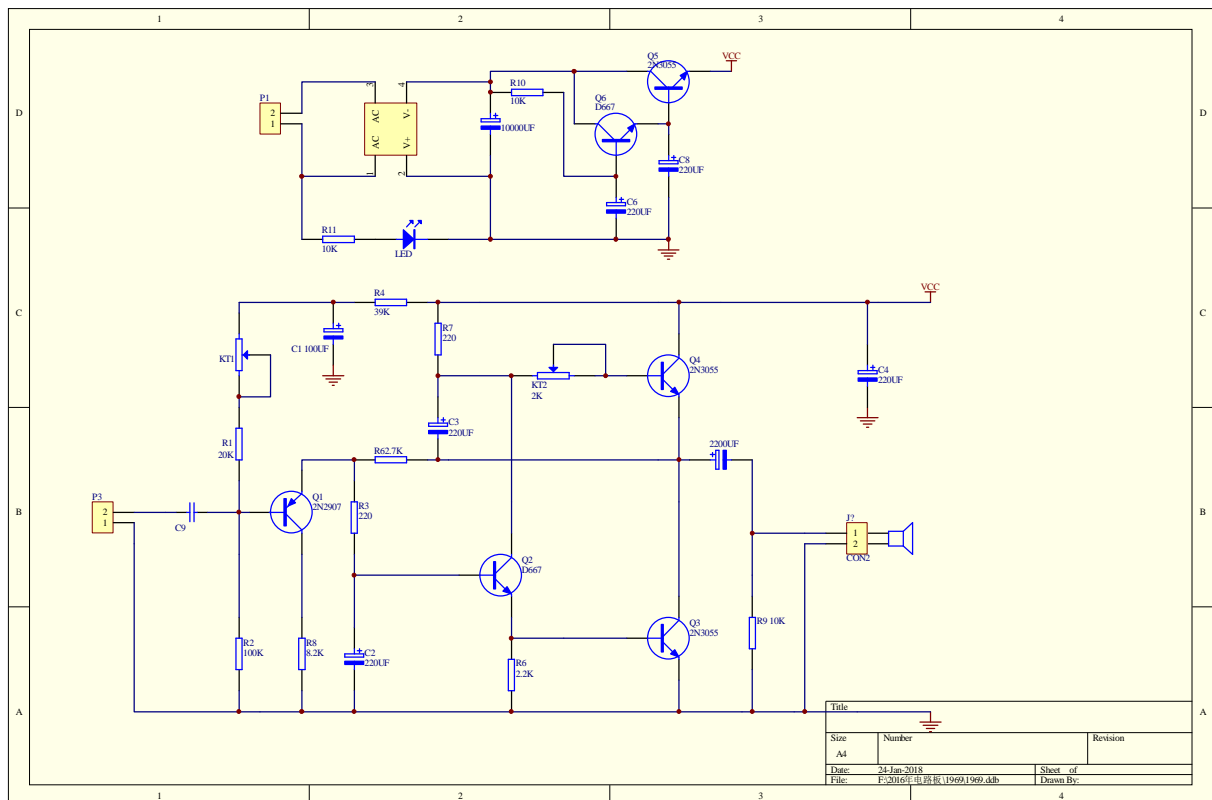 1 2 3 4
D
D
C
C
B
B
A
A
1 2 3 4
P1
2
1
AC
AC
V-
V+
3
4
1
2
10000UF
R10
10K
Q6
D667
Q5
2N3055
VCC
C8
220UF
C6
220UF
R11
10K
LED
KT1
C1 100UF
R4
39K
R7
220
KT2
2K
Q4
2N3055
VCC
C4
220UF
R1
20K
C3
220UF
R62.7K
2200UF
P3
2
1
C9
Q1
2N2907
R3
220
Q2
D667
J?
1
2
CON2
R2
100K
R8
8.2K
C2
220UF
R6
2.2K
Q3
2N3055
R9 10K
Title
Size
A4
Number
Revision
Date: 24-Jan-2018
Sheet of
File: F:\2016年电路板\1969\1969.ddb
Drawn By: